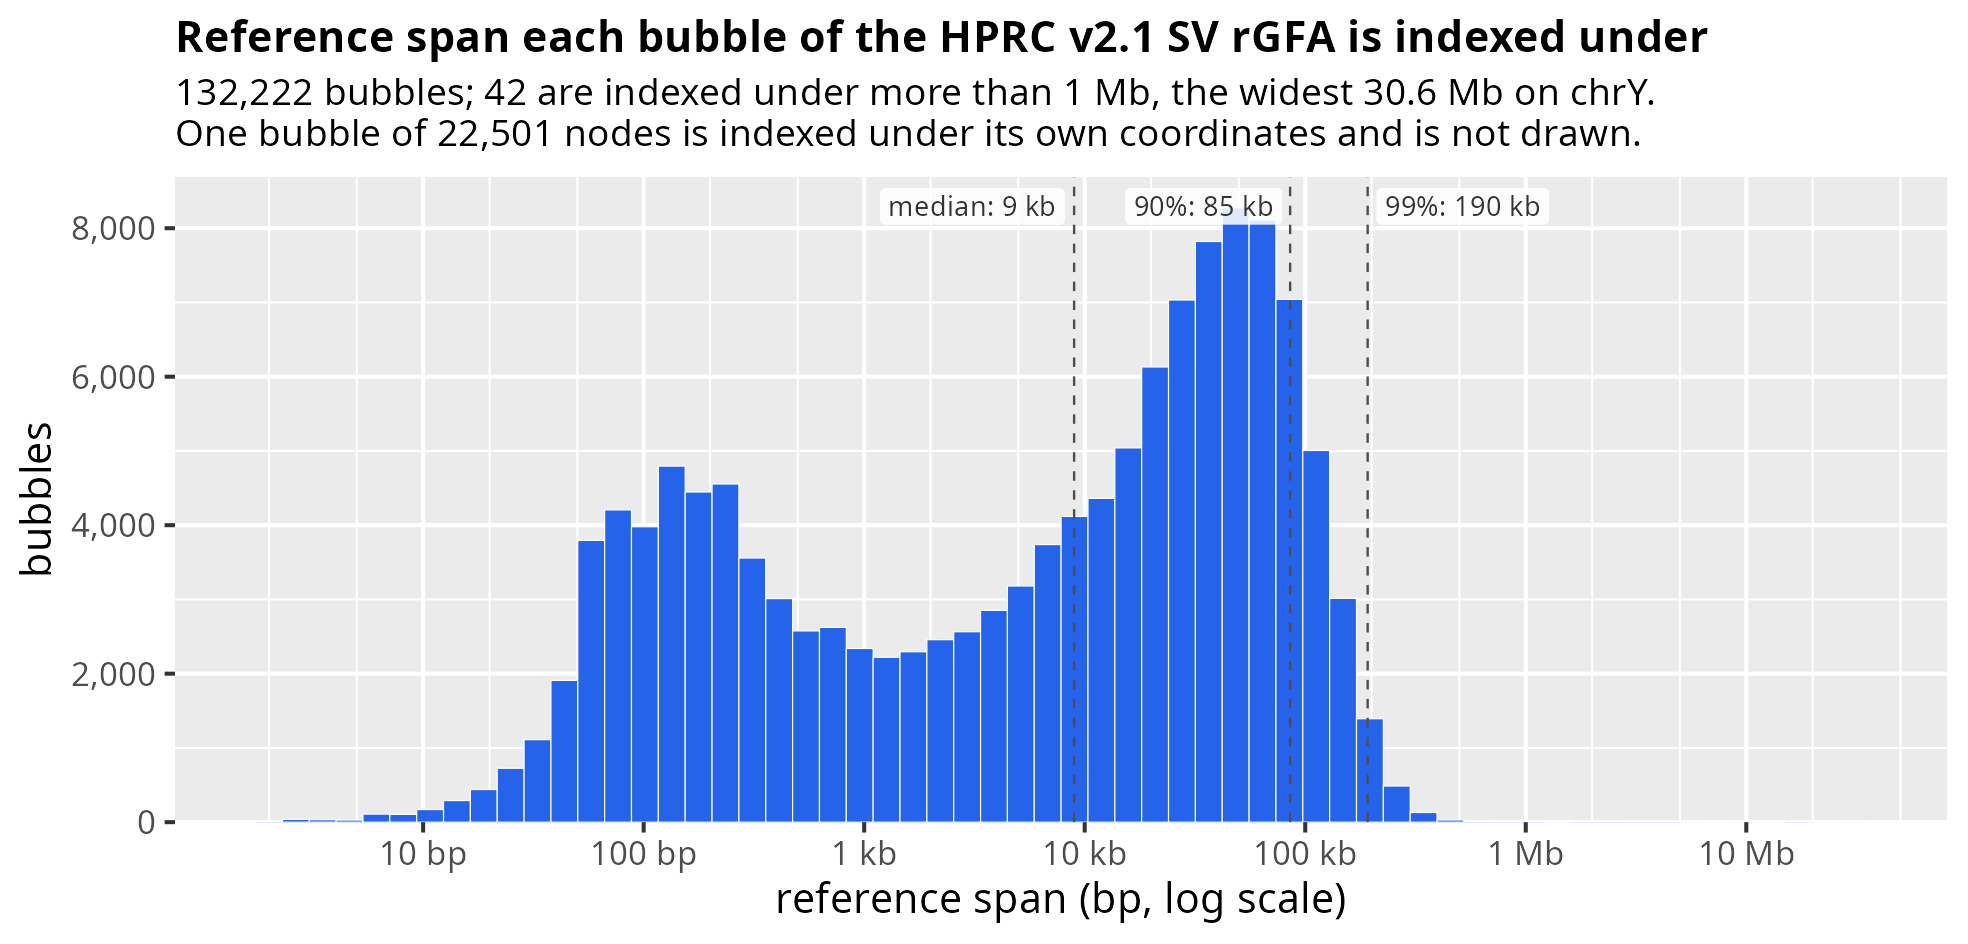 Reference span each bubble of the HPRC v2.1 SV rGFA is indexed under
132,222 bubbles; 42 are indexed under more than 1 Mb, the widest 30.6 Mb on chrY.
One bubble of 22,501 nodes is indexed under its own coordinates and is not drawn.
median: 9 kb
90%: 85 kb
99%: 190 kb
8,000
6,000
4,000
2,000
0
bubbles
10 bp
100 bp
1 kb
10 kb
100 kb
1 Mb
10 Mb
reference span (bp, log scale)